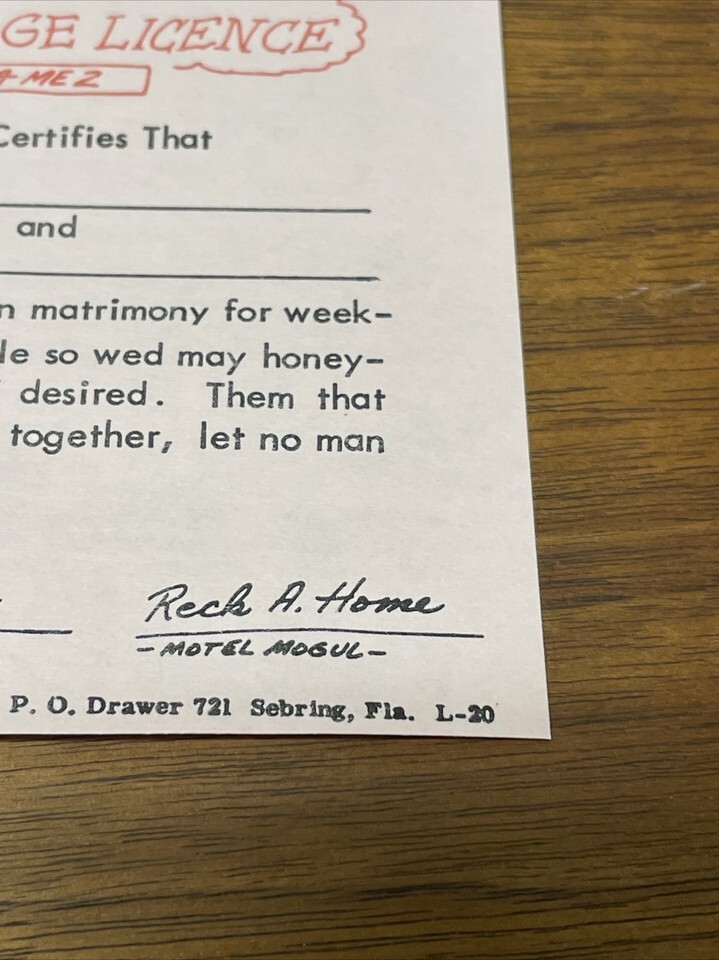 GE LICENCE
Certifies That
and
n matrimony for week-
le so wed may honey-
desired. Them that
together, let no man
Reck A. Home
-MOTEL MOGUL-
P. O. Drawer 721 Sebring, Fla. L-20